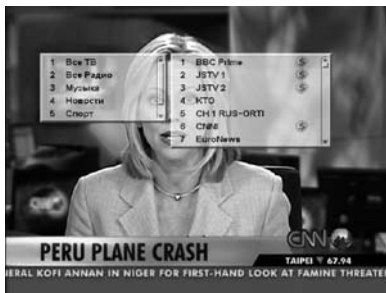 1 Все ТВ
2 Все Радио
3 Музыка
4 Новости
5 Спорт
1 BBC Prime S
2 JSTV 1 S
3 JSTV 2 S
4 KTO
5 CH 1 RUS-ORTI
6 CNNI S
7 EuroNews
CNN
PERU PLANE CRASH
TAIPEI ▼ 67.94
ERAL KOFI ANNAN IN NIGER FOR FIRST-HAND LOOK AT FAMINE THREATE